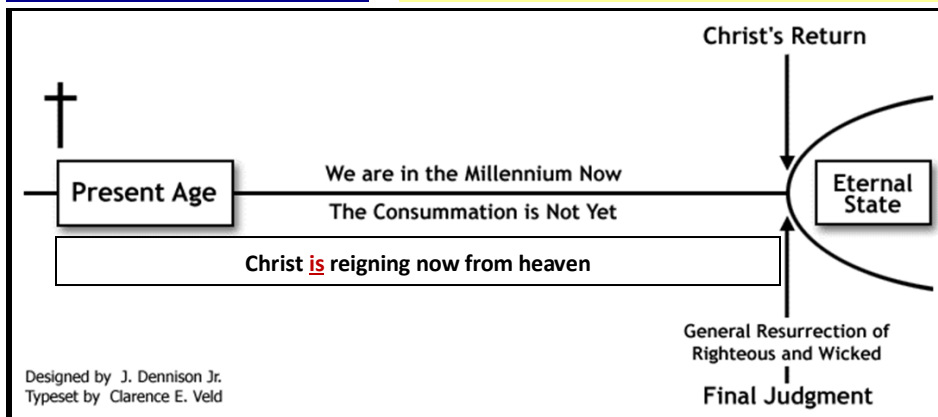 Christ's Return
Present Age
We are in the Millennium Now
The Consummation is Not Yet
Eternal
State
Christ is reigning now from heaven
General Resurrection of
Righteous and Wicked
Final Judgment
Designed by J. Dennison Jr.
Typeset by Clarence E. Veld